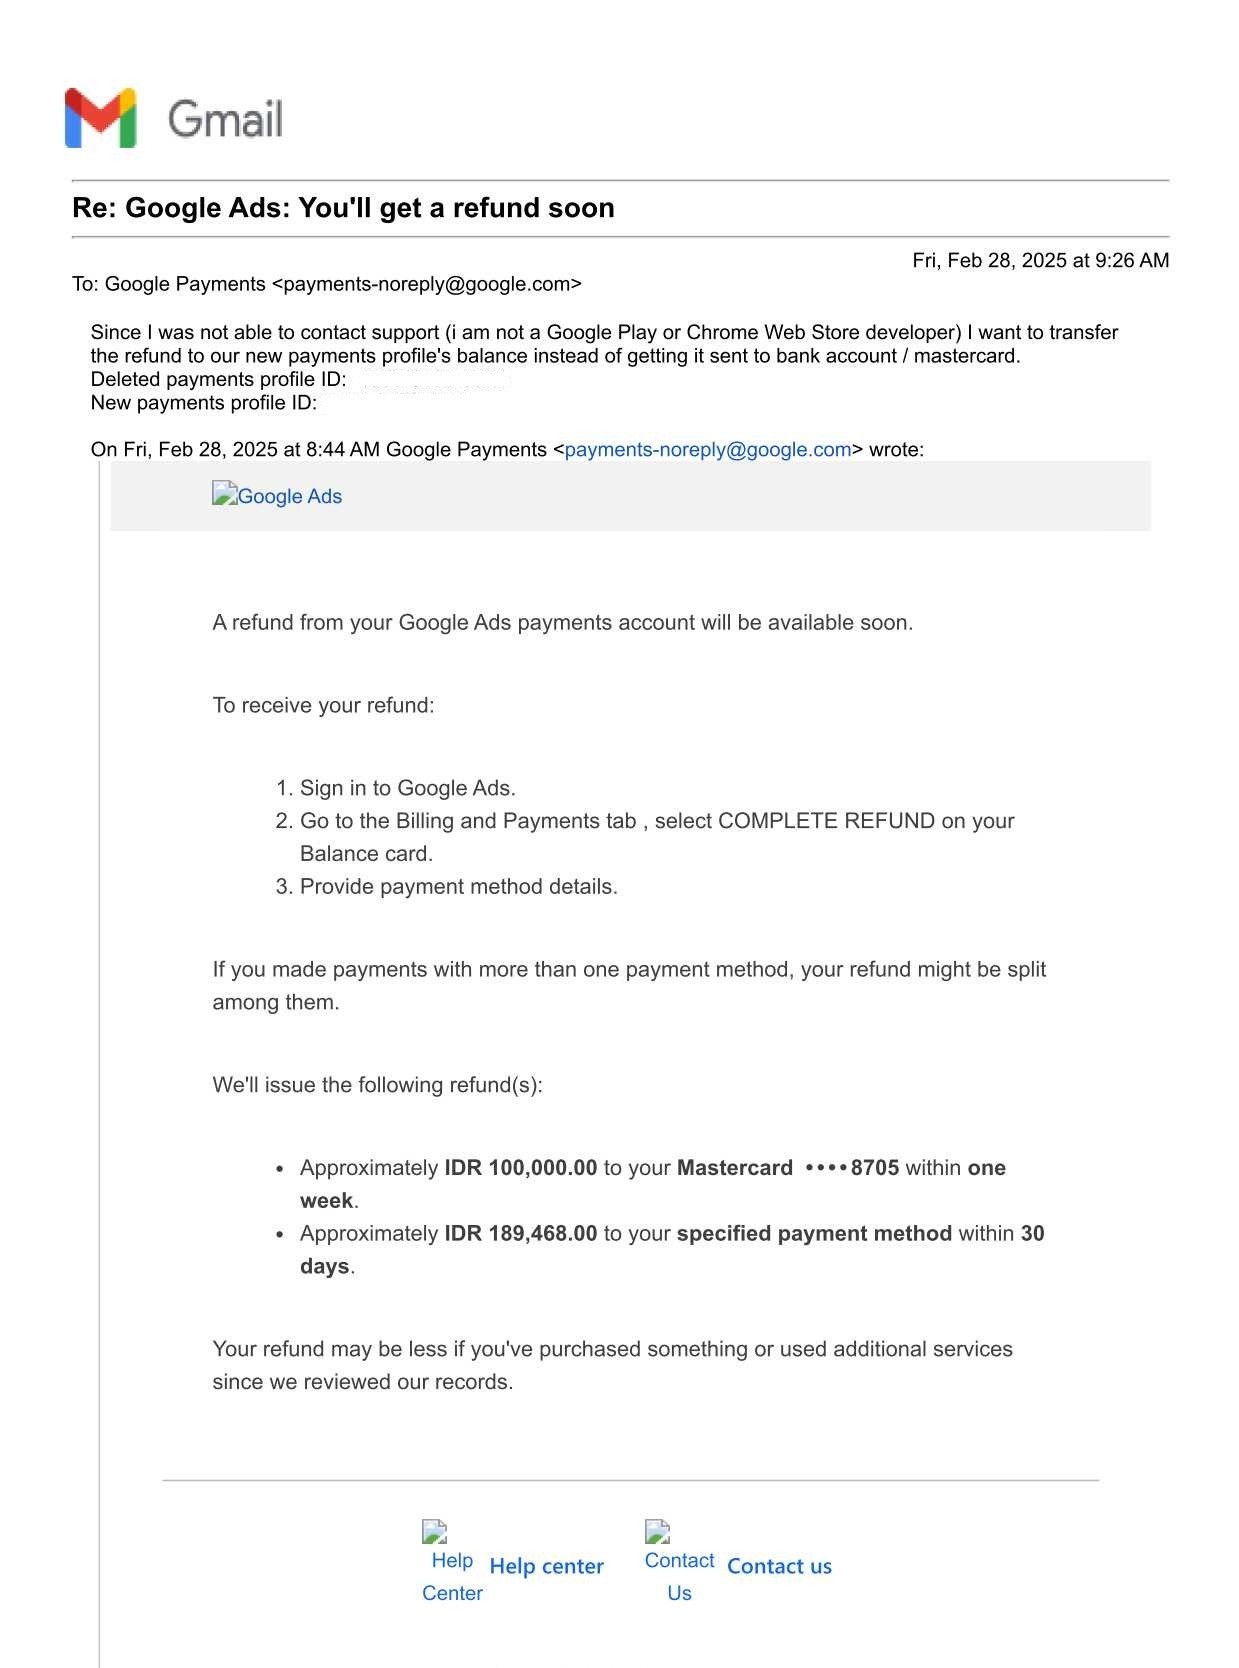 Gmail
Re: Google Ads: You'll get a refund soon
Fri, Feb 28, 2025 at 9:26 AM
To: Google Payments <payments-noreply@google.com>
Since I was not able to contact support (i am not a Google Play or Chrome Web Store developer) I want to transfer
the refund to our new payments profile's balance instead of getting it sent to bank account / mastercard.
Deleted payments profile ID:
New payments profile ID:
On Fri, Feb 28, 2025 at 8:44 AM Google Payments <payments-noreply@google.com> wrote:
Google Ads
A refund from your Google Ads payments account will be available soon.
To receive your refund:
1. Sign in to Google Ads.
2. Go to the Billing and Payments tab , select COMPLETE REFUND on your
Balance card.
3. Provide payment method details.
If you made payments with more than one payment method, your refund might be split
among them.
We'll issue the following refund(s):
• Approximately IDR 100,000.00 to your Mastercard ••••8705 within one
week.
• Approximately IDR 189,468.00 to your specified payment method within 30
days.
Your refund may be less if you've purchased something or used additional services
since we reviewed our records.
Help Center
Help center
Contact Us
Contact us